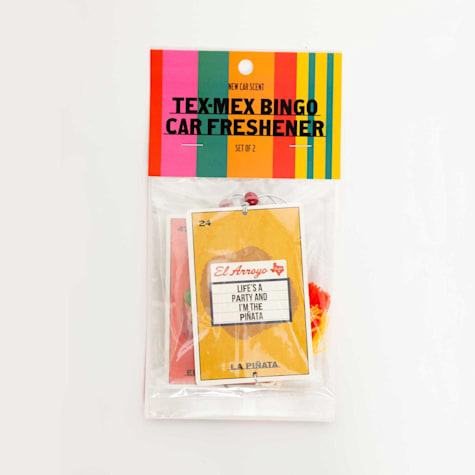 NEW CAR SCENT
TEX-MEX BINGO
CAR FRESHENER
SET OF 2
24
El Arroyo
LIFE'S A
PARTY AND
I'M THE
PIÑATA
LA PIÑATA